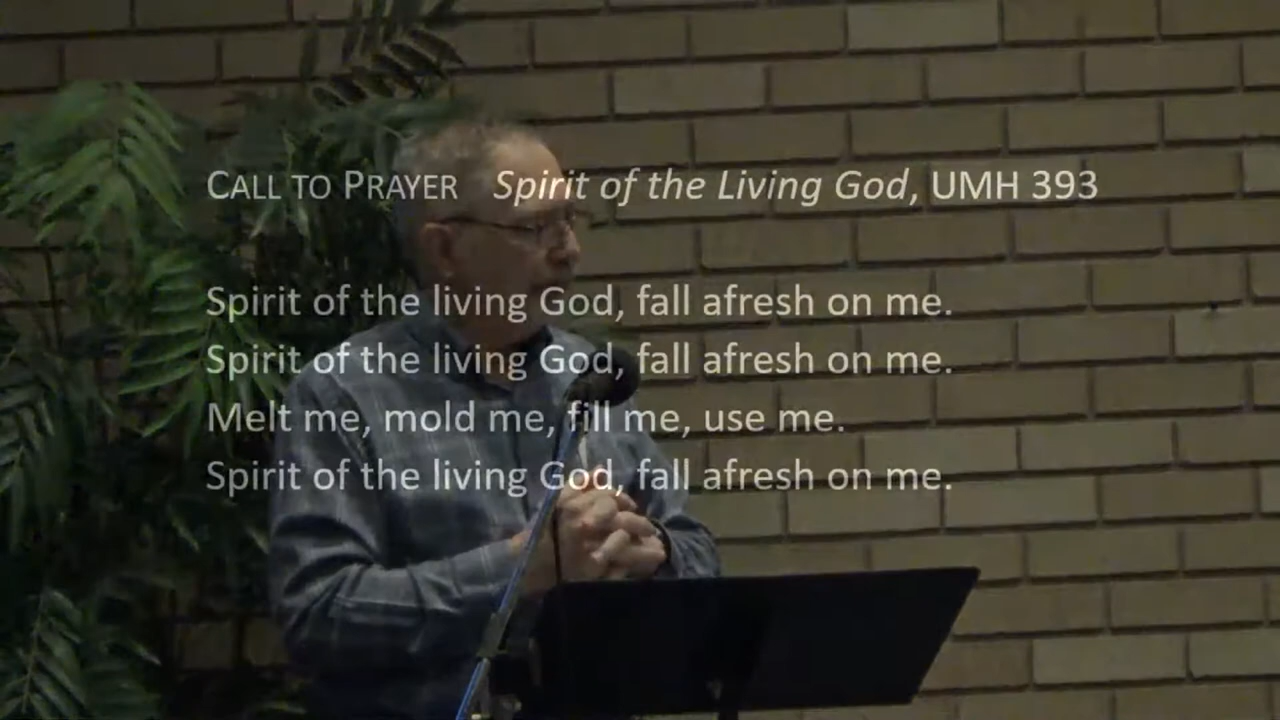 CALL TO PRAYER Spirit of the Living God, UMH 393
Spirit of the living God, fall afresh on me.
Spirit of the living God, fall afresh on me.
Melt me, mold me, fill me, use me.
Spirit of the living God, fall afresh on me.